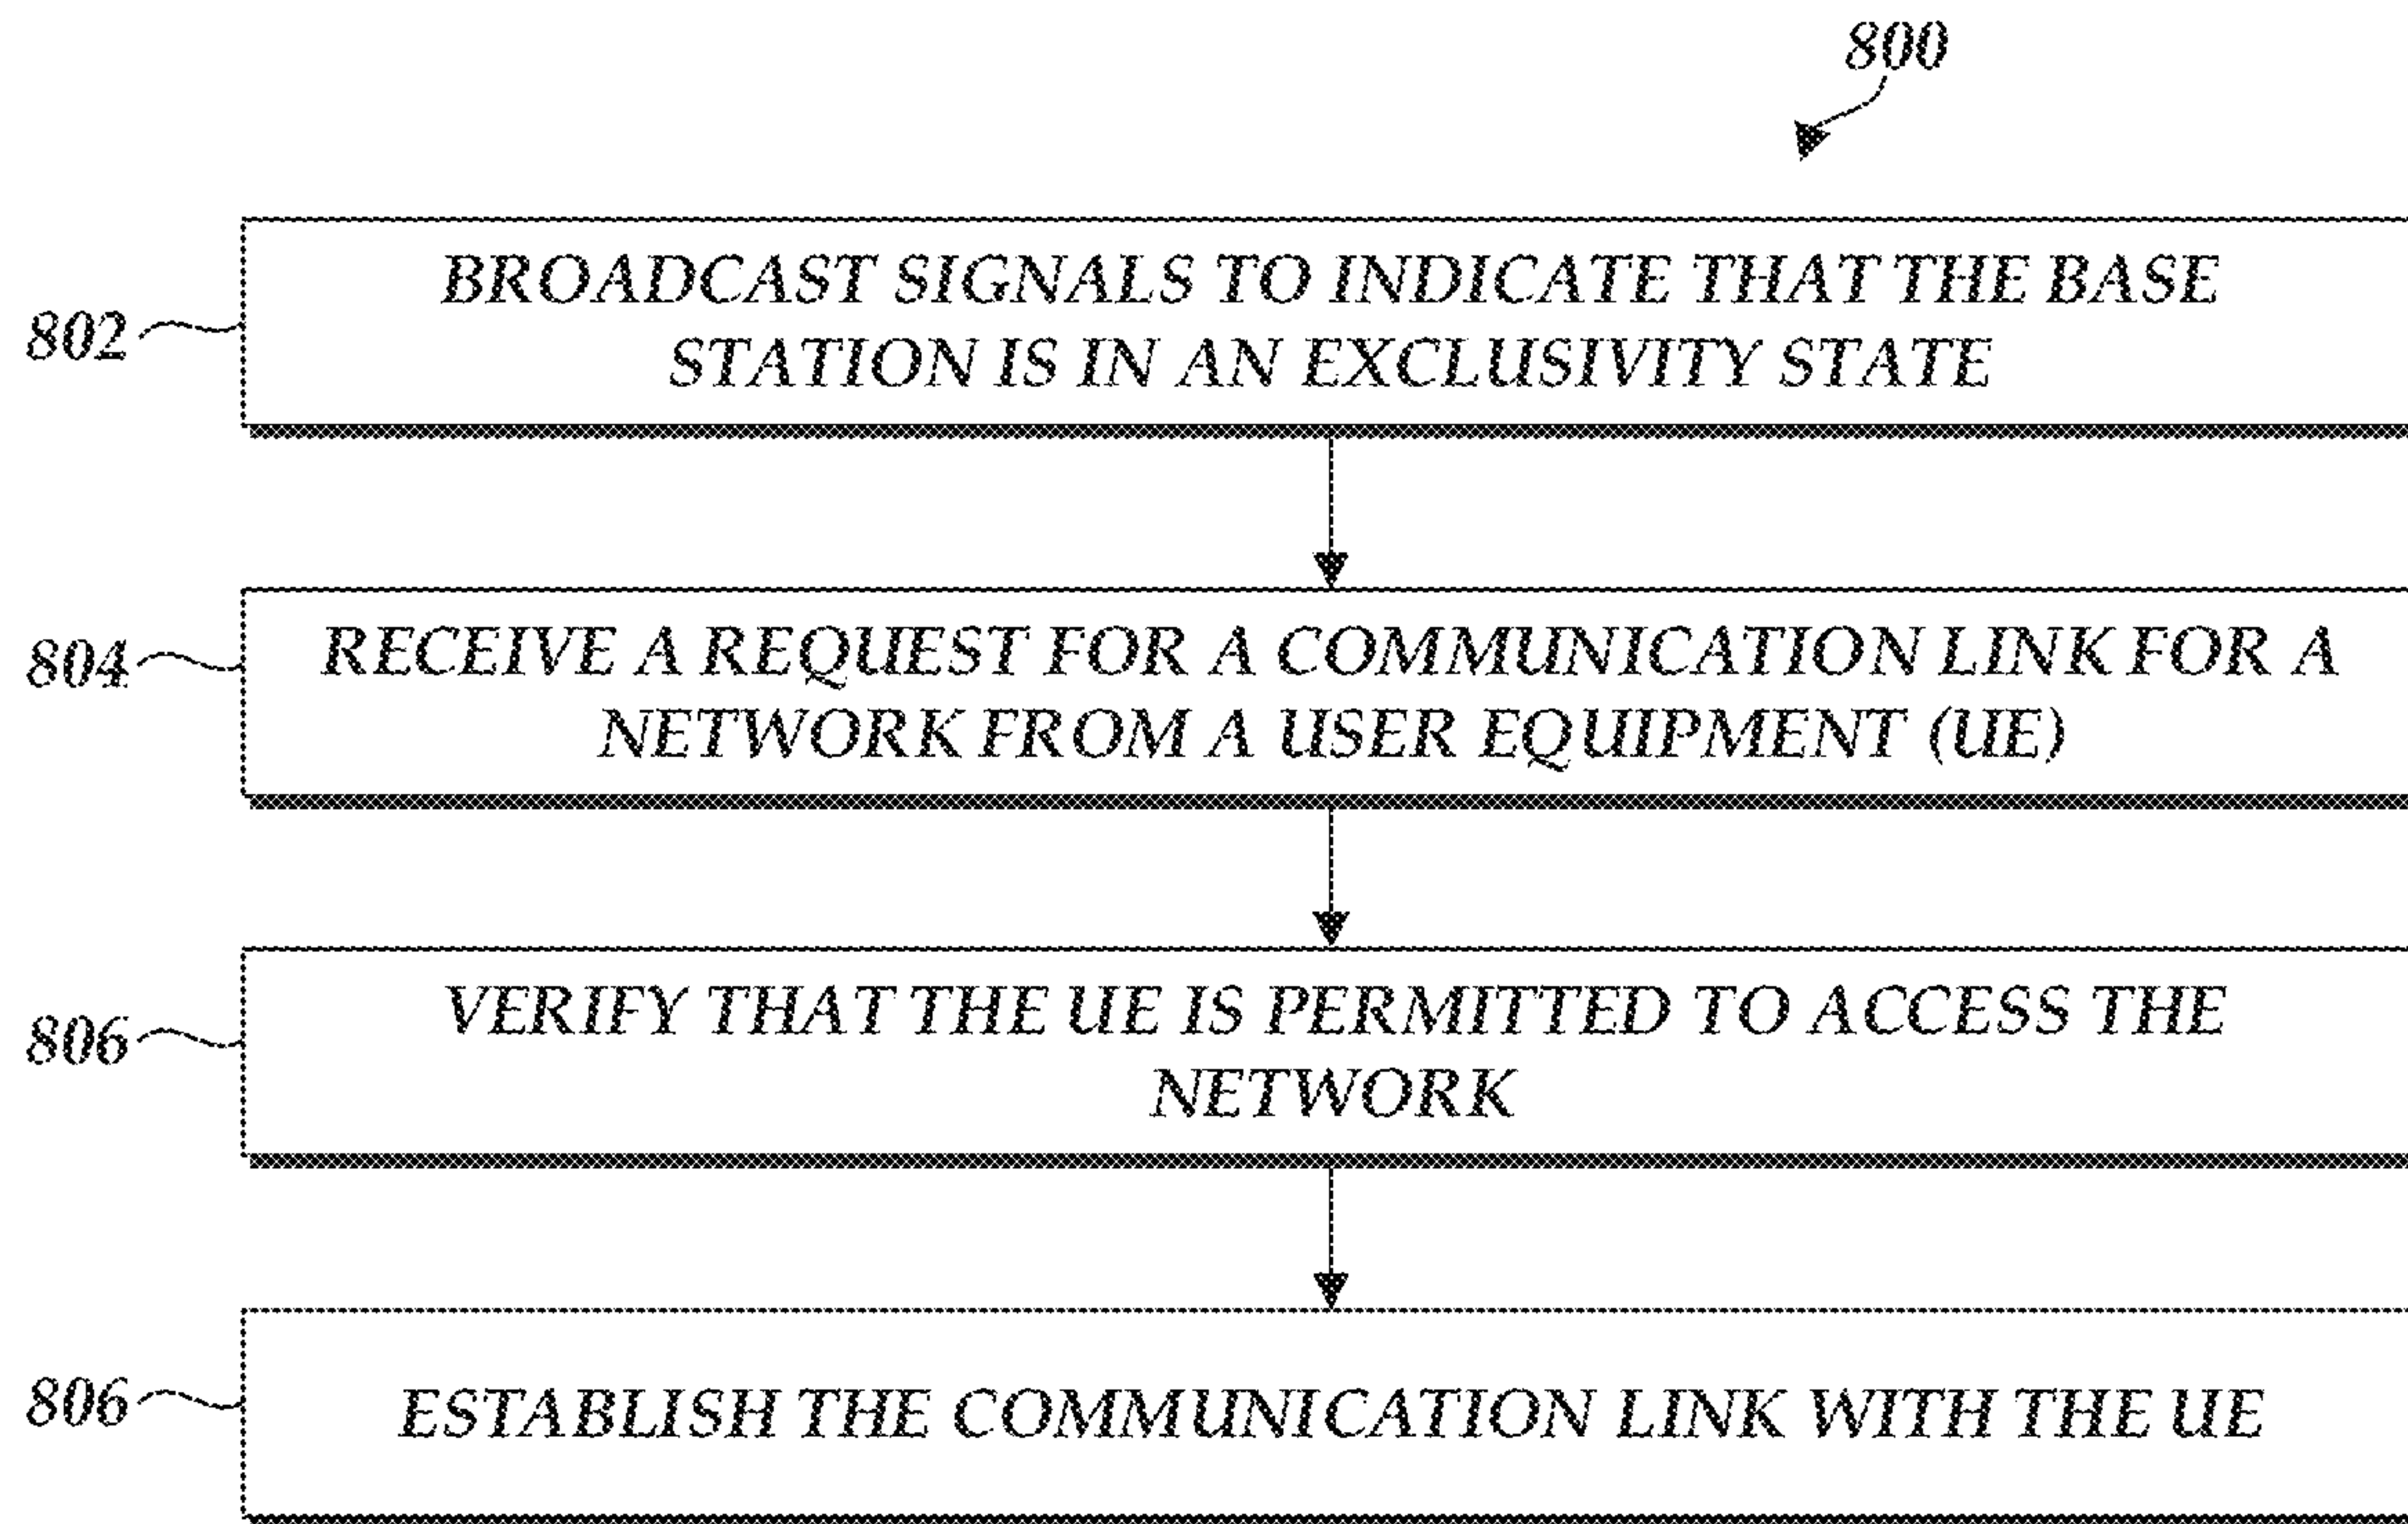 800
802
BROADCAST SIGNALS TO INDICATE THAT THE BASE
STATION IS IN AN EXCLUSIVITY STATE
804
RECEIVE A REQUEST FOR A COMMUNICATION LINK FOR A
NETWORK FROM A USER EQUIPMENT (UE)
806
VERIFY THAT THE UE IS PERMITTED TO ACCESS THE
NETWORK
806
ESTABLISH THE COMMUNICATION LINK WITH THE UE